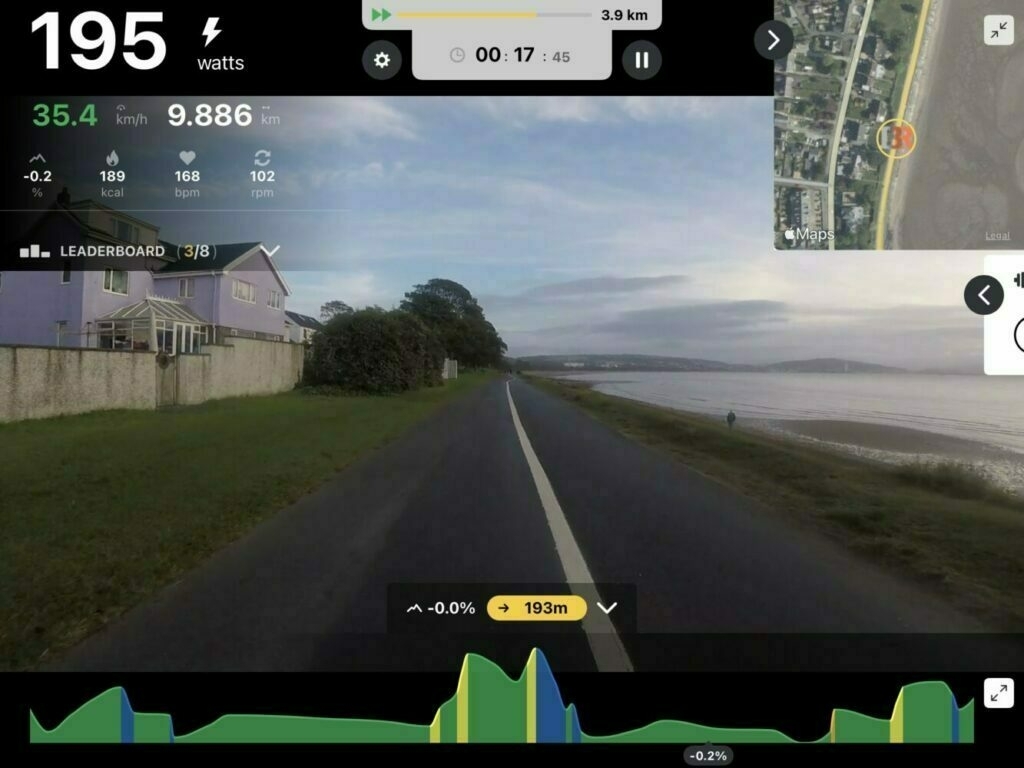 195 watts
3.9 km
00: 17 : 45
35.4 km/h 9.886 km
-0.2 189 168 102
% kcal bpm rpm
LEADERBOARD (3/8)
Maps
Legal
-0.0% → 193m
-0.2%